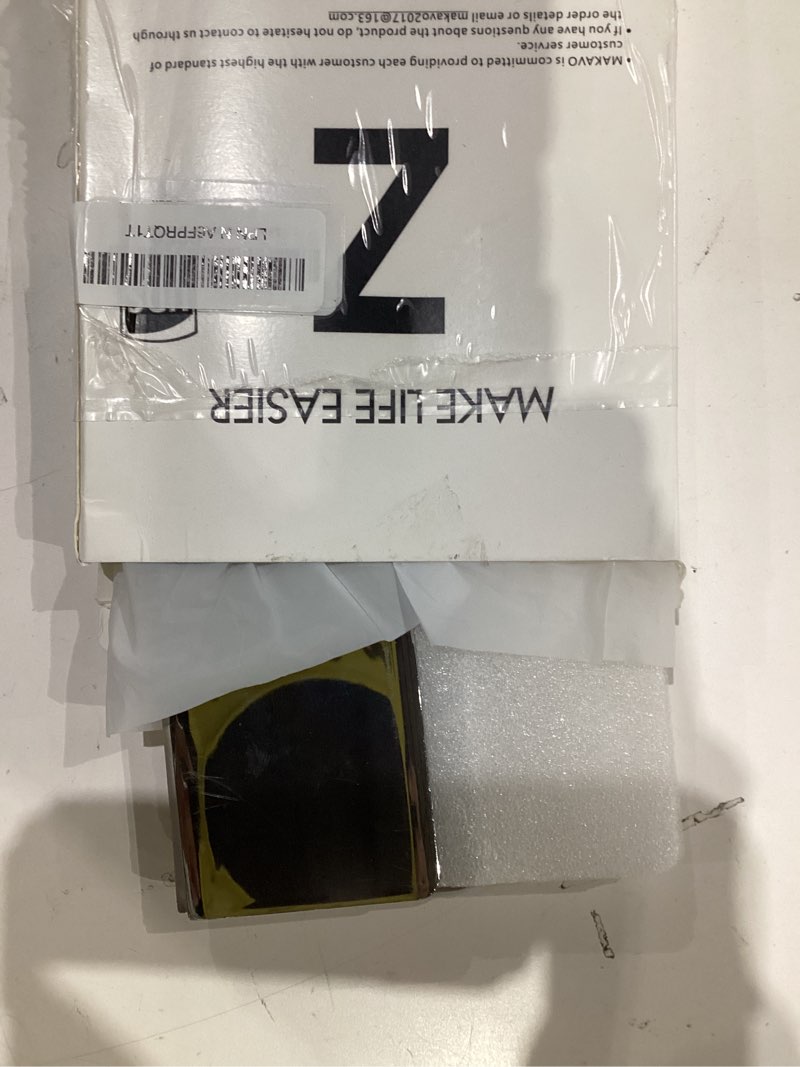 MAKE LIFE EASIER
Z
LPN N A6FPRQT1T
• MAKAVO is committed to providing each customer with the highest standard of
customer service.
• If you have any questions about the product, do not hesitate to contact us through
the order details or email makavo2017@163.com